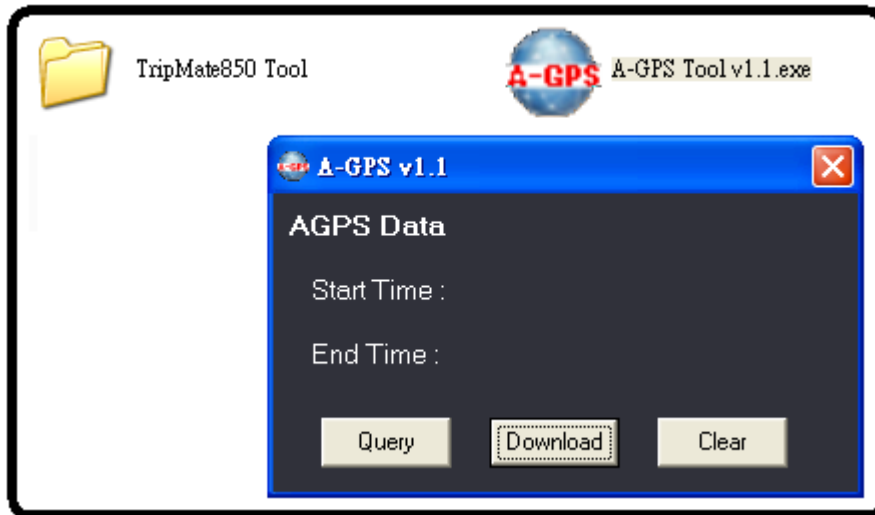 TripMate850 Tool
A-GPS
A-GPS Tool v1.1.exe
A-GPS
A-GPS v1.1
AGPS Data
Start Time :
End Time :
Query
Download
Clear